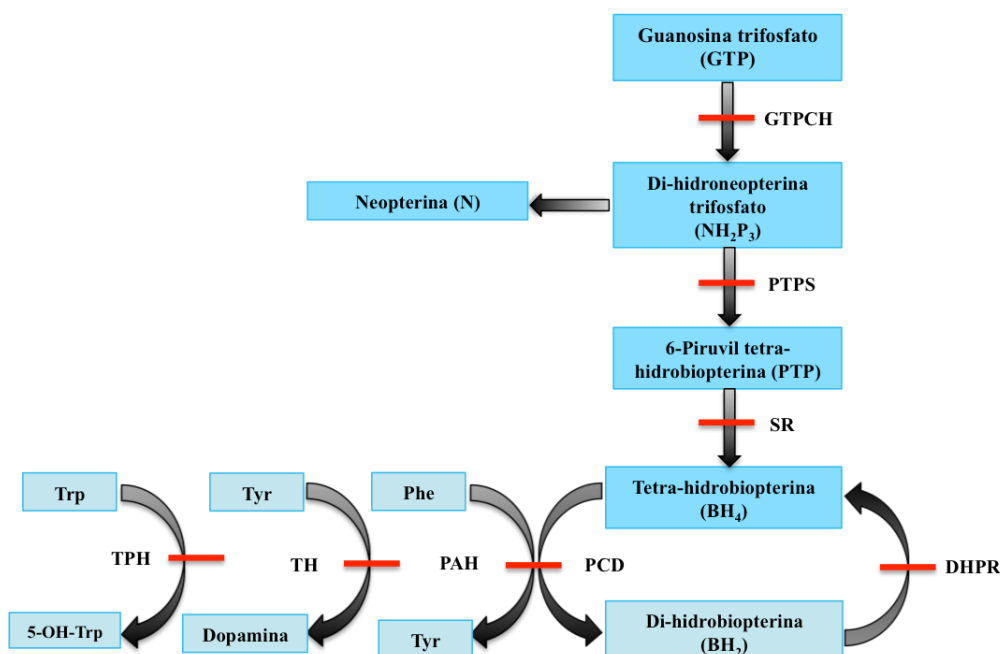 Guanosina trifosfato
(GTP)
GTPCH
Neopterina (N)
Di-hidroneopterina
trifosfato
(NH₂P₃)
PTPS
6-Piruvil tetra-
hidrobiopterina (PTP)
SR
Trp
Tyr
Phe
Tetra-hidrobiopterina
(BH₄)
TPH
TH
PAH
PCD
DHPR
5-OH-Trp
Dopamina
Tyr
Di-hidrobiopterina
(BH₂)